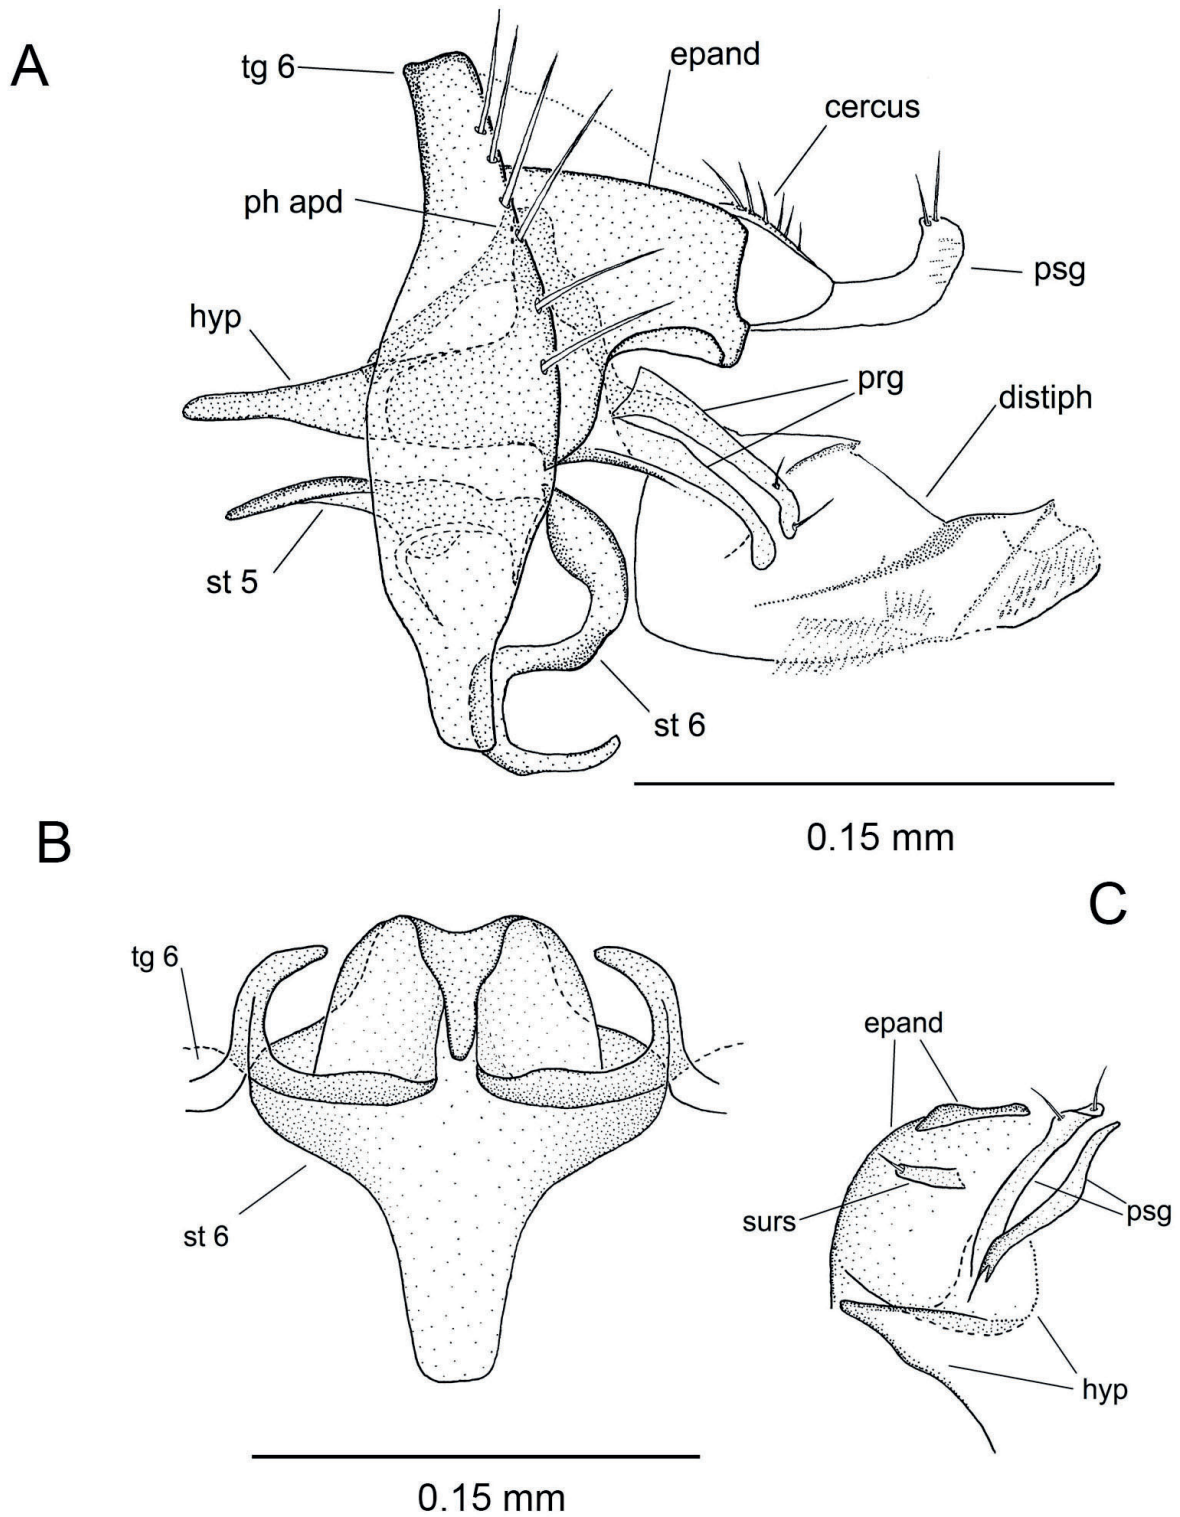 A
tg 6
epand
cercus
ph apd
psg
hyp
prg
distiph
st 5
st 6
0.15 mm
B
C
tg 6
epand
surs
psg
st 6
hyp
0.15 mm